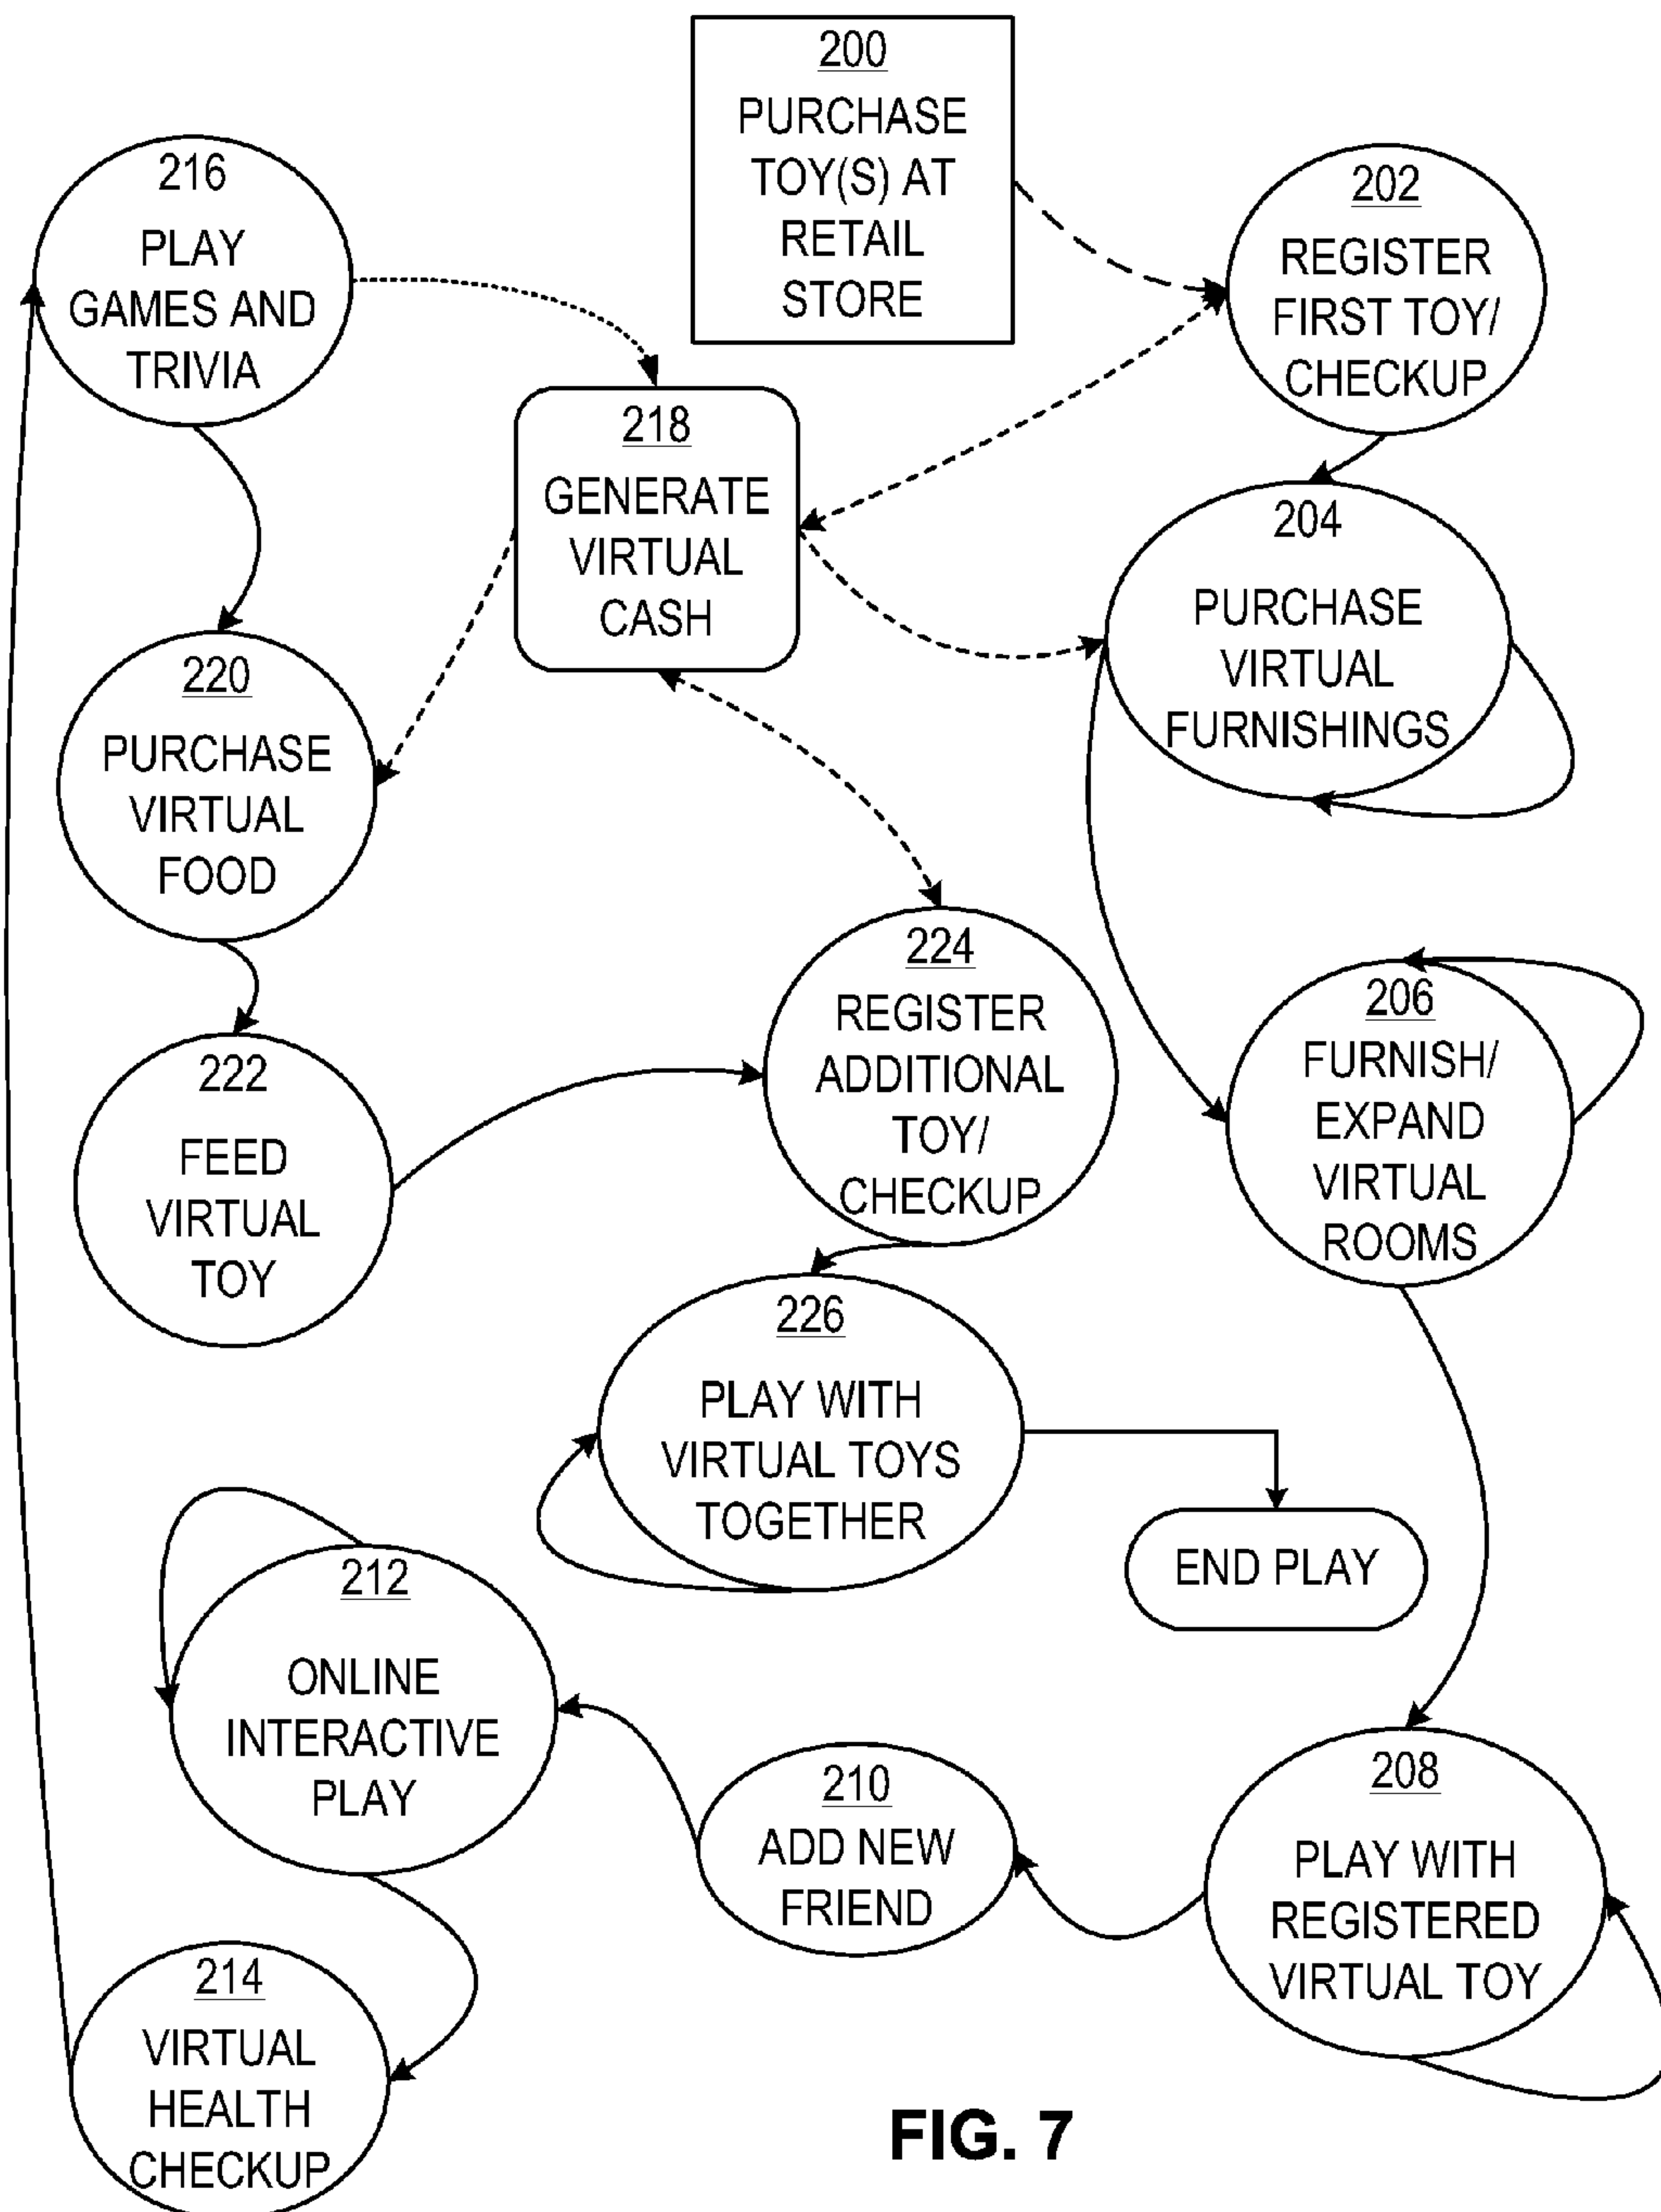 200
PURCHASE
TOY(S) AT
RETAIL
STORE
216
PLAY
GAMES AND
TRIVIA
202
REGISTER
FIRST TOY/
CHECKUP
218
GENERATE
VIRTUAL
CASH
204
PURCHASE
VIRTUAL
FURNISHINGS
220
PURCHASE
VIRTUAL
FOOD
224
REGISTER
ADDITIONAL
TOY/
CHECKUP
206
FURNISH/
EXPAND
VIRTUAL
ROOMS
222
FEED
VIRTUAL
TOY
226
PLAY WITH
VIRTUAL TOYS
TOGETHER
END PLAY
212
ONLINE
INTERACTIVE
PLAY
210
ADD NEW
FRIEND
208
PLAY WITH
REGISTERED
VIRTUAL TOY
214
VIRTUAL
HEALTH
CHECKUP
FIG. 7